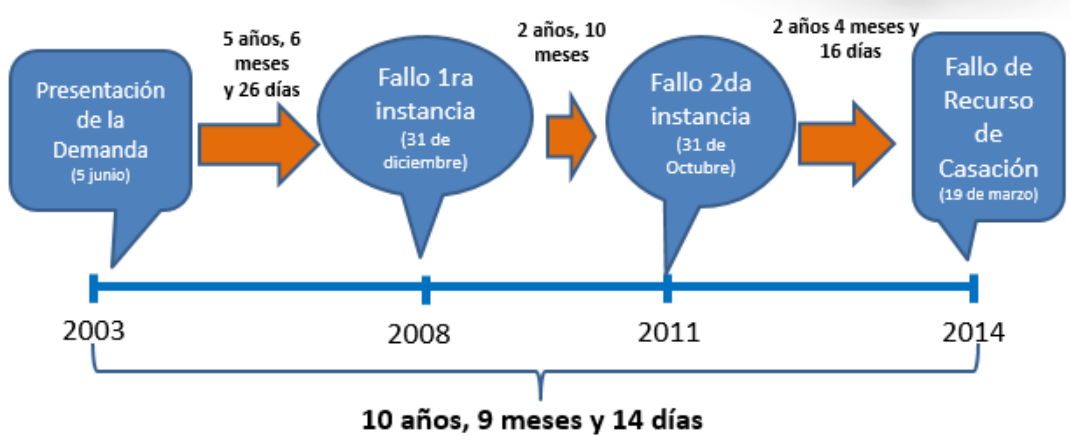 Presentación
de la
Demanda
(5 junio)
5 años, 6
meses
y 26 días
Fallo 1ra
instancia
(31 de
diciembre)
2 años, 10
meses
Fallo 2da
instancia
(31 de
Octubre)
2 años 4 meses y
16 días
Fallo de
Recurso
de
Casación
(19 de marzo)
2003
2008
2011
2014
10 años, 9 meses y 14 días